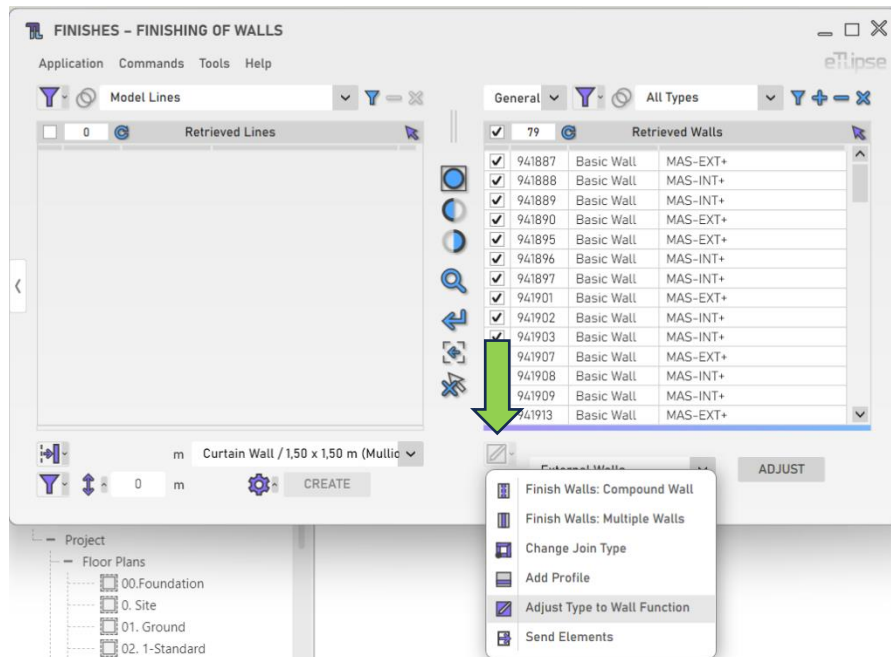 FINISHES – FINISHING OF WALLS
Application Commands Tools Help
eTLipse
Model Lines
General All Types
0 Retrieved Lines
79 Retrieved Walls
941887 Basic Wall MAS-EXT+
941888 Basic Wall MAS-INT+
941889 Basic Wall MAS-INT+
941890 Basic Wall MAS-EXT+
941895 Basic Wall MAS-EXT+
941896 Basic Wall MAS-INT+
941897 Basic Wall MAS-INT+
941901 Basic Wall MAS-EXT+
941902 Basic Wall MAS-INT+
941903 Basic Wall MAS-INT+
941907 Basic Wall MAS-EXT+
941908 Basic Wall MAS-INT+
941909 Basic Wall MAS-INT+
941913 Basic Wall MAS-EXT+
m Curtain Wall / 1,50 x 1,50 m (Mullic
External Walls ADJUST
0 m CREATE
Finish Walls: Compound Wall
Finish Walls: Multiple Walls
Change Join Type
Add Profile
Adjust Type to Wall Function
Send Elements
Project
Floor Plans
00.Foundation
0. Site
01. Ground
02. 1-Standard